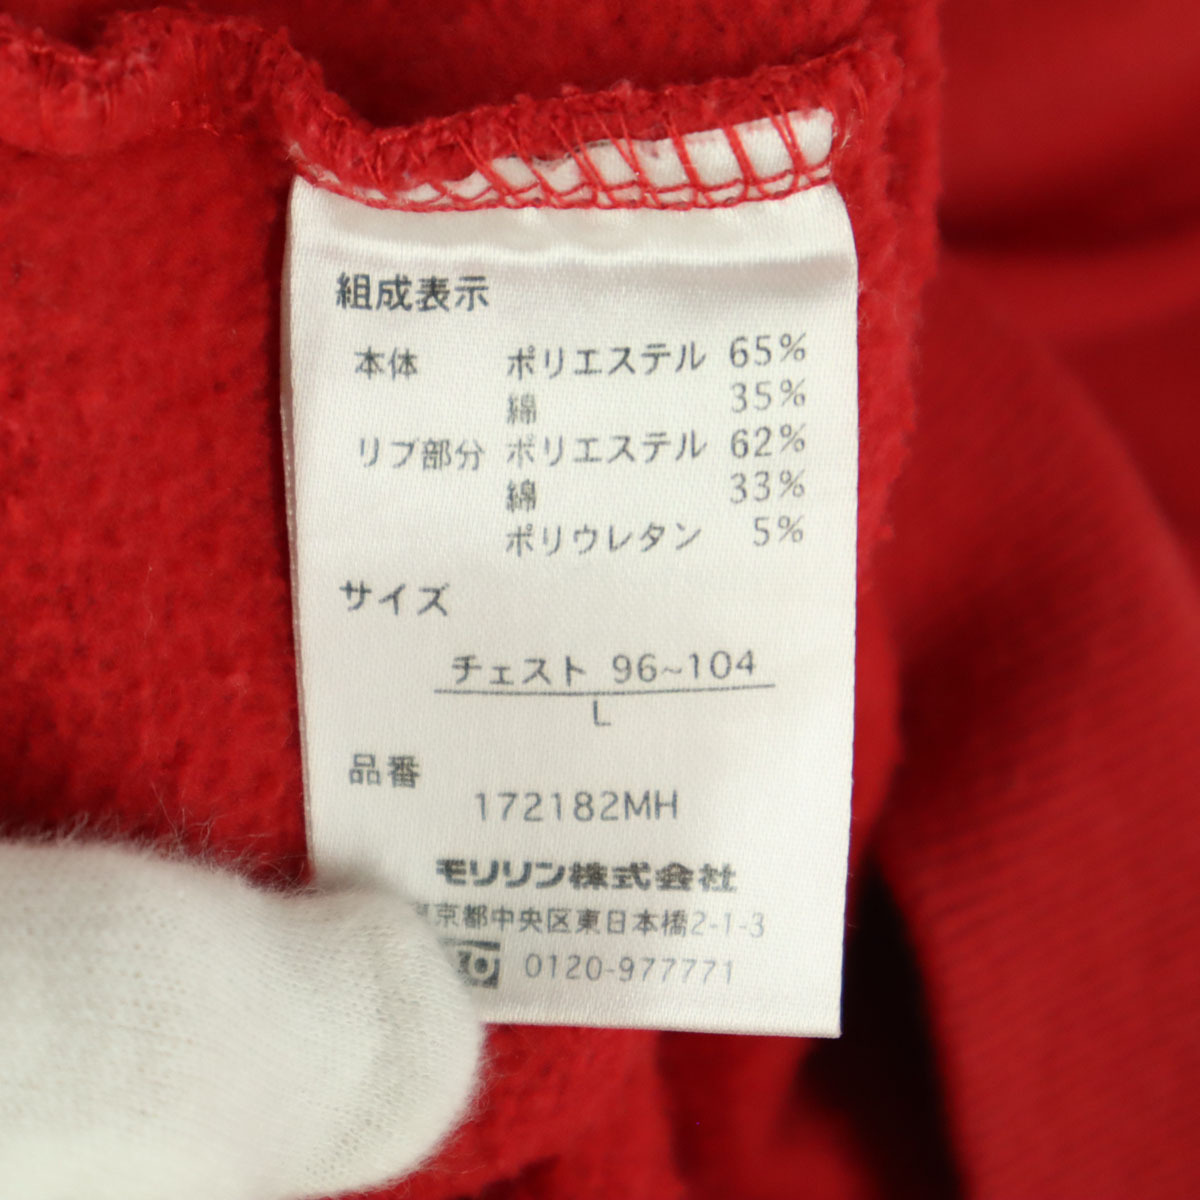 組成表示
本体 ポリエステル 65%
綿 35%
リブ部分 ポリエステル 62%
綿 33%
ポリウレタン 5%
サイズ
チェスト 96~104
L
品番
172182MH
モリリン株式会社
東京都中央区東日本橋2-1-3
0120-977771